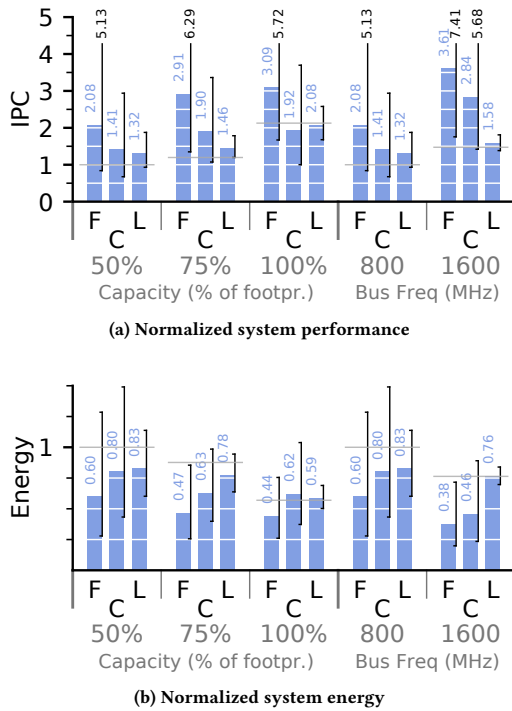 5.13 6.29 5.72 5.13 7.41 5.68
5
4
3
2
1
0
IPC
2.08 1.41 1.32 2.91 1.90 1.46 3.09 1.92 2.08 2.08 1.41 1.32 3.61 2.84 1.58
F L F L F L F L F L
C C C C C
50% 75% 100% 800 1600
Capacity (% of footpr.) Bus Freq (MHz)
(a) Normalized system performance
1
Energy
0.60 0.80 0.83 0.47 0.63 0.78 0.44 0.62 0.59 0.60 0.80 0.83 0.38 0.46 0.76
F L F L F L F L F L
C C C C C
50% 75% 100% 800 1600
Capacity (% of footpr.) Bus Freq (MHz)
(b) Normalized system energy